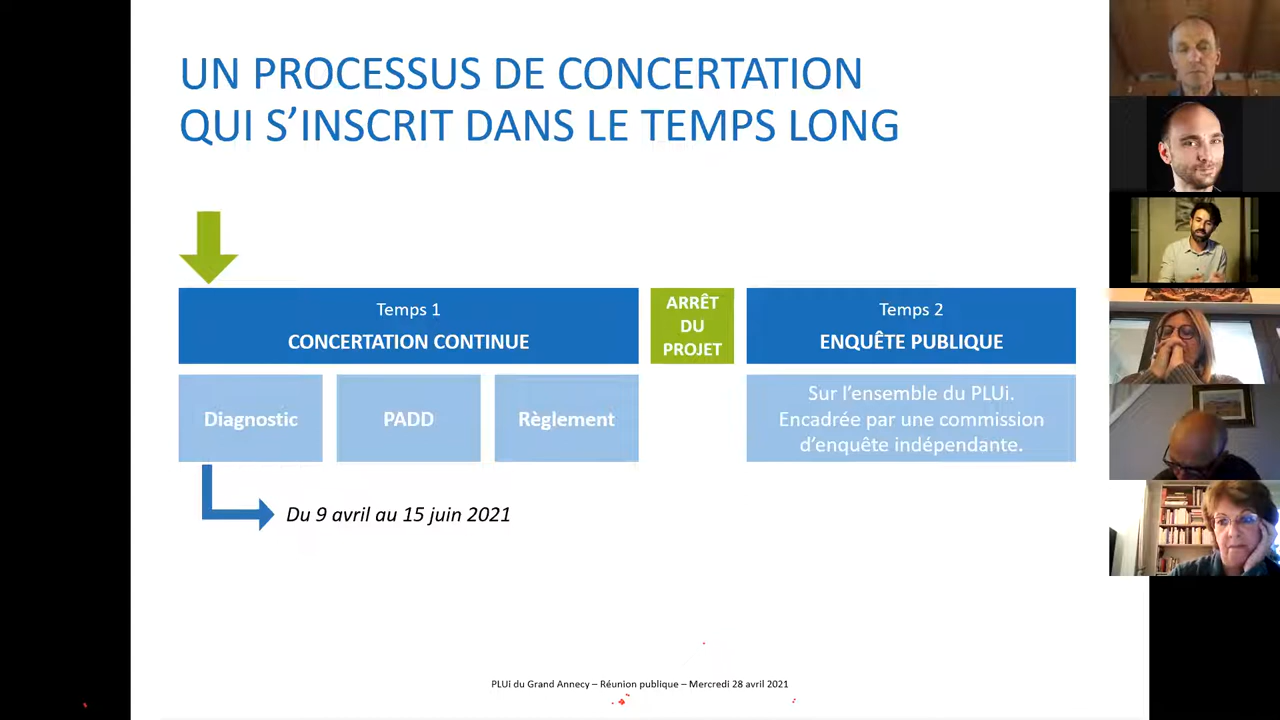 UN PROCESSUS DE CONCERTATION
QUI S’INSCRIT DANS LE TEMPS LONG
Temps 1
CONCERTATION CONTINUE
ARRÊT
DU
PROJET
Temps 2
ENQUÊTE PUBLIQUE
Diagnostic
PADD
Règlement
Sur l’ensemble du PLUi.
Encadrée par une commission
d’enquête indépendante.
Du 9 avril au 15 juin 2021
PLUi du Grand Annecy – Réunion publique – Mercredi 28 avril 2021